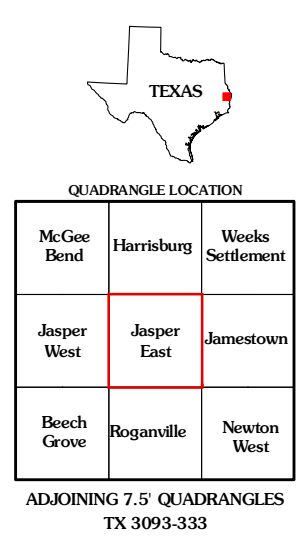 TEXAS
QUADRANGLE LOCATION
McGee
Bend
Harrisburg
Weeks
Settlement
Jasper
West
Jasper
East
Jamestown
Beech
Grove
Roganville
Newton
West
ADJOINING 7.5' QUADRANGLES
TX 3093-333